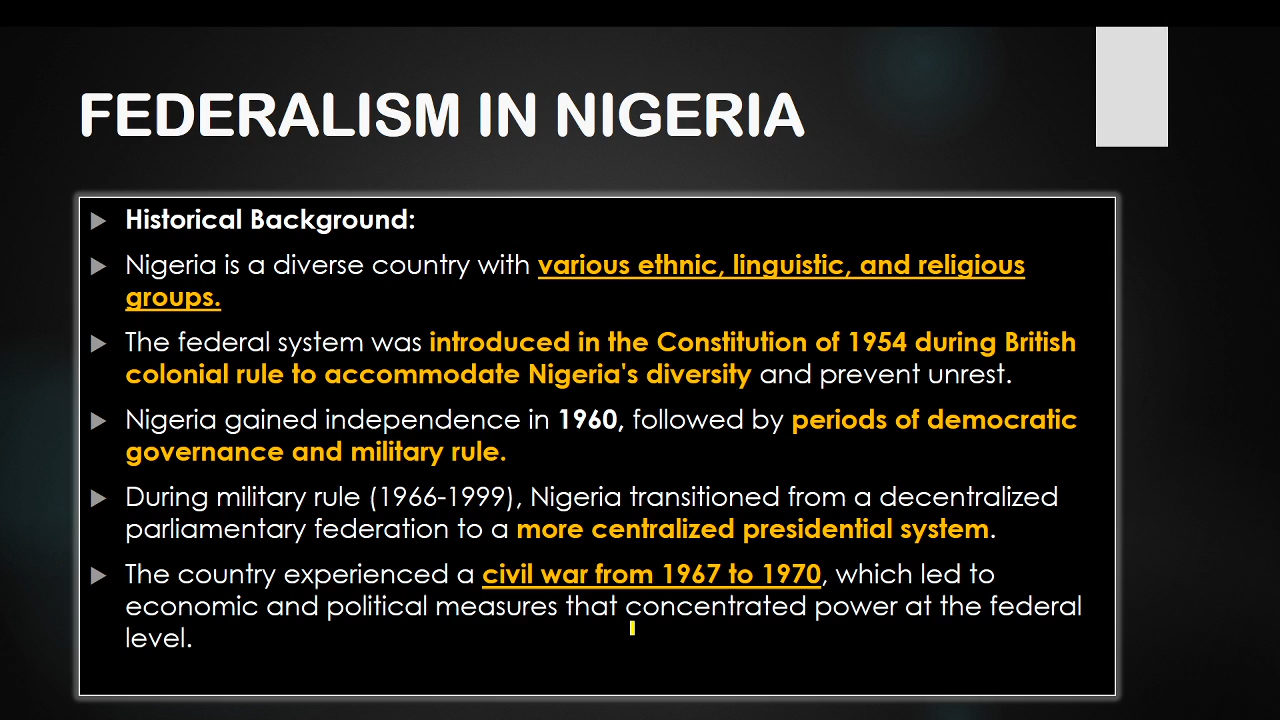 FEDERALISM IN NIGERIA
Historical Background:
Nigeria is a diverse country with various ethnic, linguistic, and religious
groups.
The federal system was introduced in the Constitution of 1954 during British
colonial rule to accommodate Nigeria's diversity and prevent unrest.
Nigeria gained independence in 1960, followed by periods of democratic
governance and military rule.
During military rule (1966-1999), Nigeria transitioned from a decentralized
parliamentary federation to a more centralized presidential system.
The country experienced a civil war from 1967 to 1970, which led to
economic and political measures that concentrated power at the federal
level.